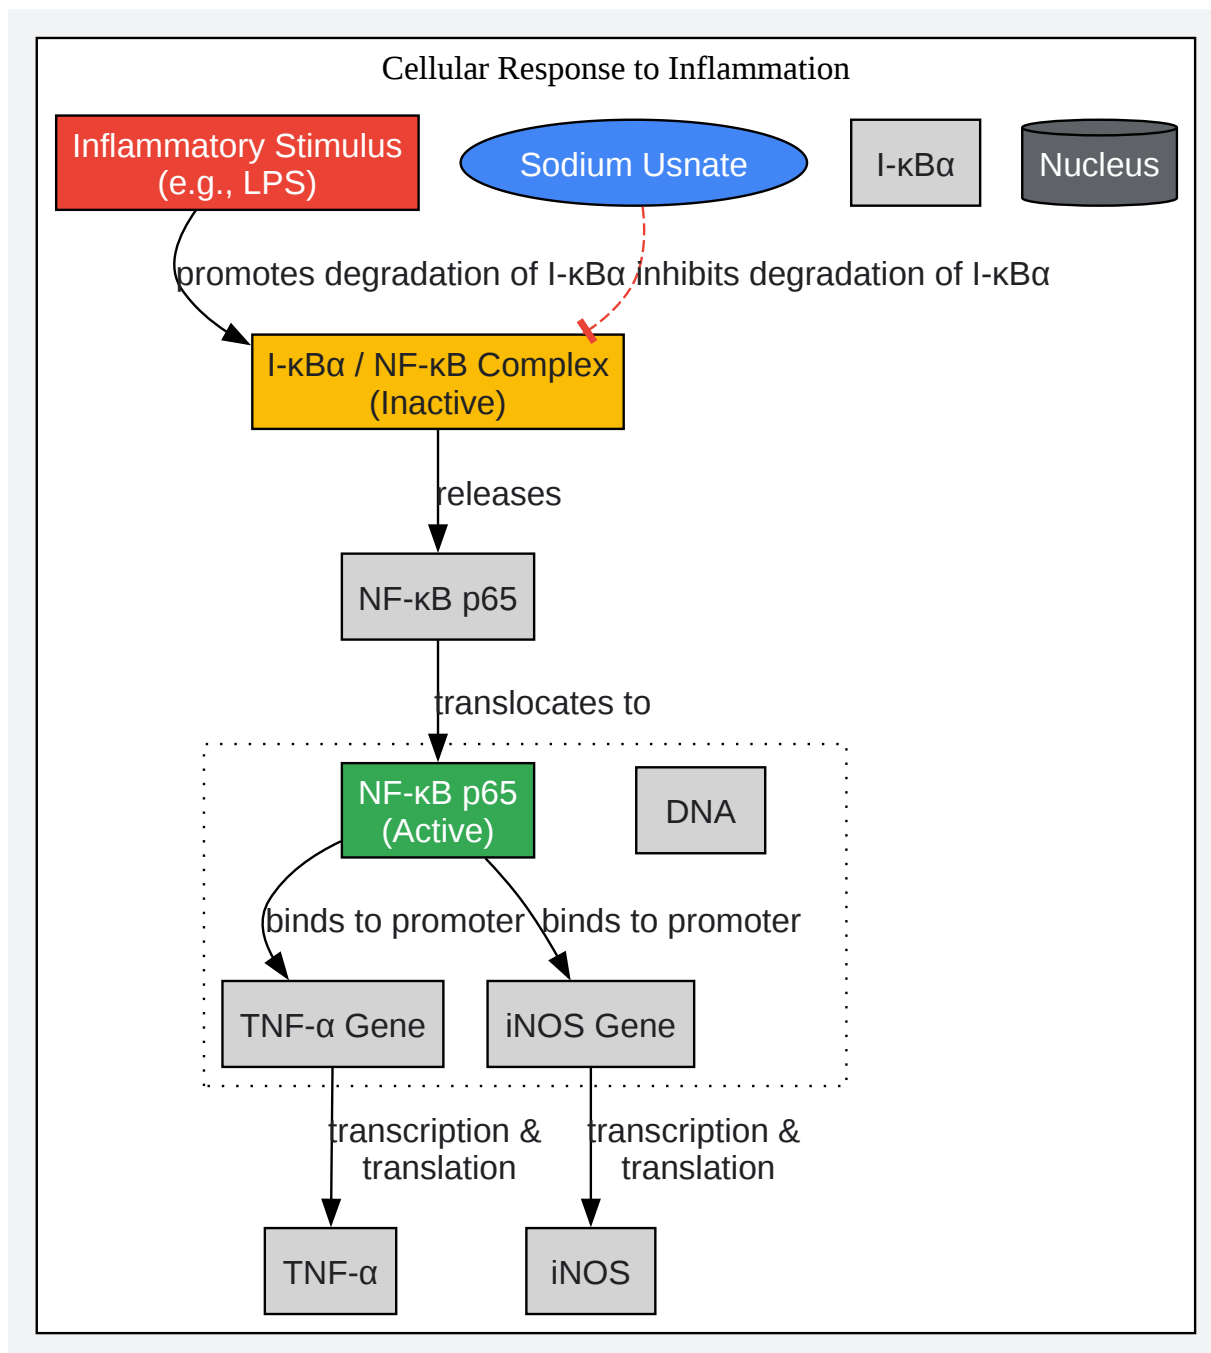 Cellular Response to Inflammation
Inflammatory Stimulus
(e.g., LPS)
Sodium Usnate
I-κBα
Nucleus
promotes degradation of I-κBα
inhibits degradation of I-κBα
I-κBα / NF-κB Complex
(Inactive)
releases
NF-κB p65
translocates to
NF-κB p65
(Active)
DNA
binds to promoter
binds to promoter
TNF-α Gene
iNOS Gene
transcription &
translation
transcription &
translation
TNF-α
iNOS